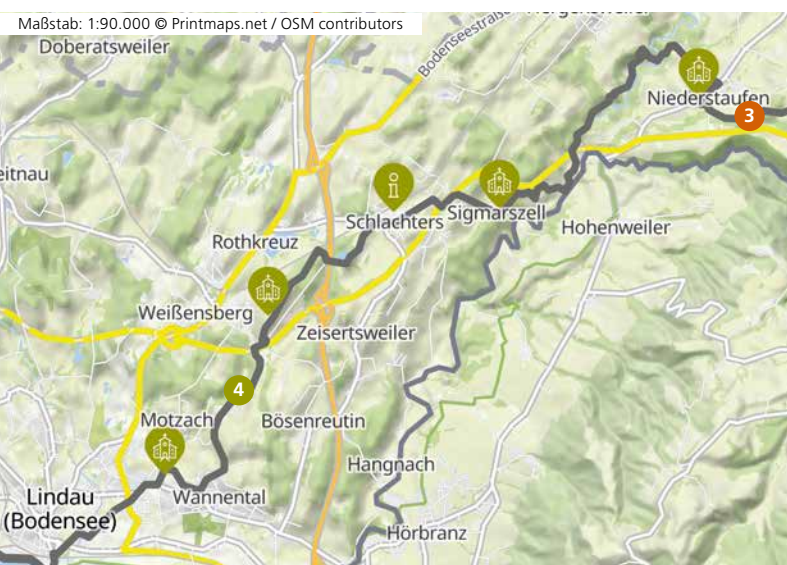 Maßstab: 1:90.000 © Printmaps.net / OSM contributors
Doberatsweiler
Bodenseestraße
Niederstaufen
3
eitnau
Schlachters
Sigmarszell
Hohenweiler
Rothkreuz
Weißensberg
Zeisertsweiler
4
Motzach
Bösenreutin
Hangnach
Lindau
(Bodensee)
Wannental
Hörbranz